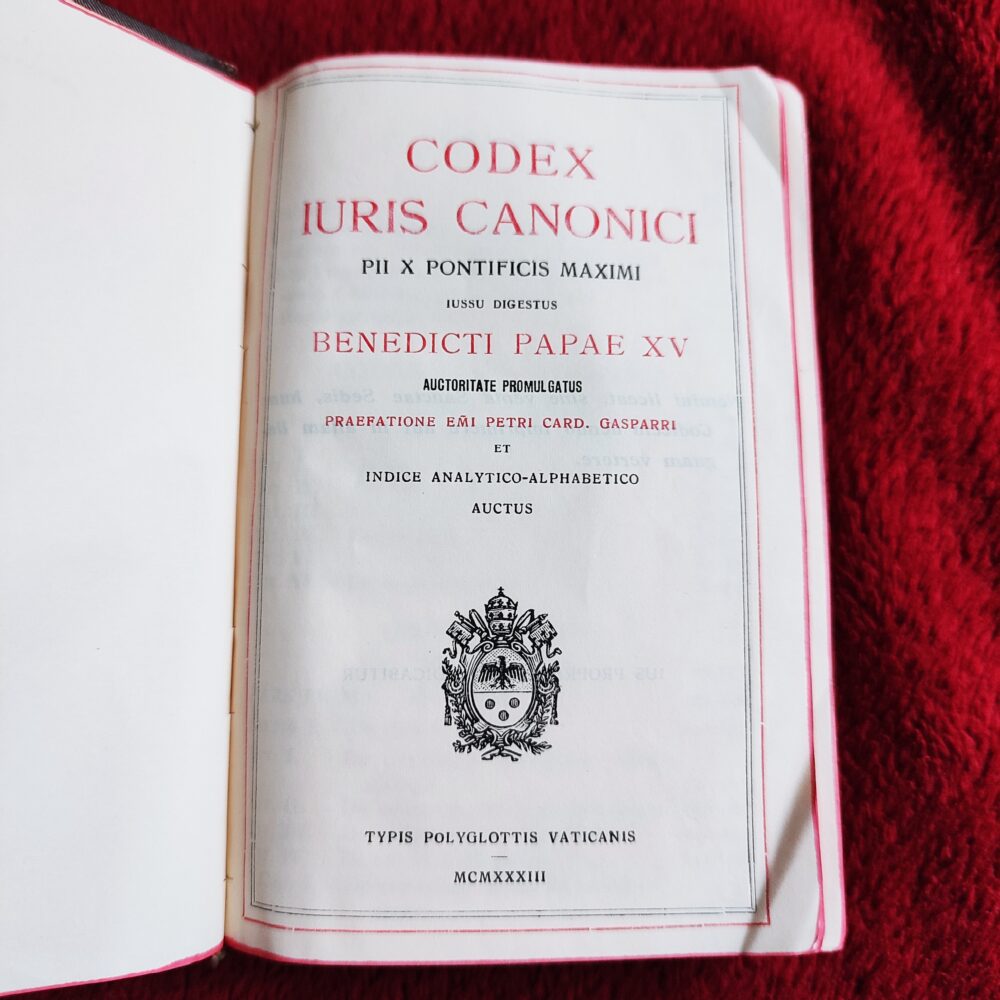 CODEX
IURIS CANONICI
PII X PONTIFICIS MAXIMI
IUSSU DIGESTUS
BENEDICTI PAPAE XV
AUCTORITATE PROMULGATUS
PRAEFATIONE EM̃I PETRI CARD. GASPARRI
ET
INDICE ANALYTICO-ALPHABETICO
AUCTUS
TYPIS POLYGLOTTIS VATICANIS
MCMXXXIII